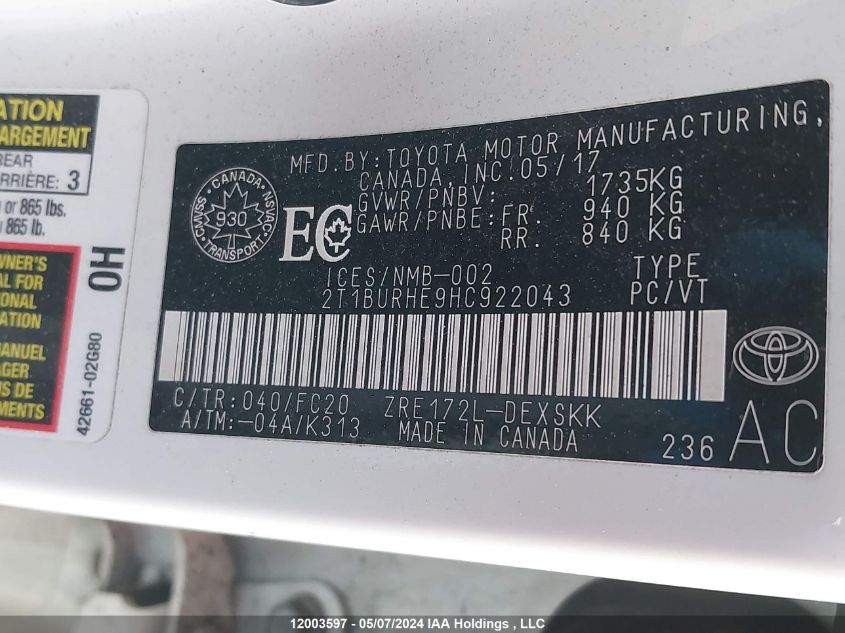 ATION
ARGEMENT
REAR
ARRIÈRE: 3
or 865 lbs.
865 lb.
OWNER'S
AL FOR
TIONAL
ATION
MANUEL
AGER
NS DE
MENTS
OH
42661-02G80
MFD. BY: TOYOTA MOTOR MANUFACTURING,
CANADA, INC. 05/17
GVWR/PNBV: 1735KG
GAWR/PNBE: FR. 940 KG
RR. 840 KG
CANADA
930
TRANSPORT
CMVSS NSVAC
EC
ICES/NMB-002 TYPE
2T1BURHE9HC922043 PC/VT
C/TR: 040/FC20 ZRE172L-DEXSKK
A/TM:-04A/K313 MADE IN CANADA
236 AC
12003597 - 05/07/2024 IAA Holdings , LLC